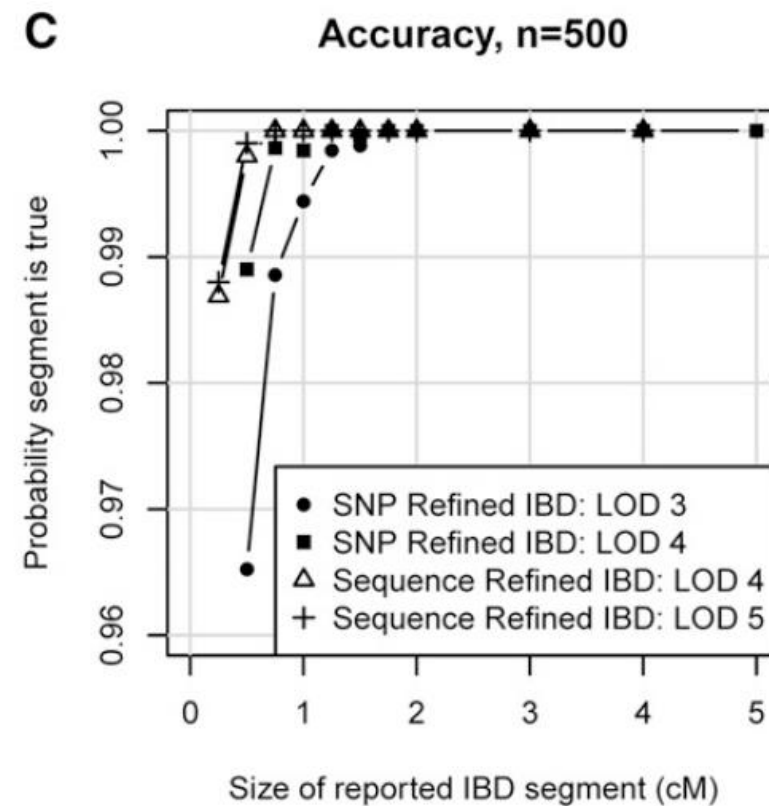 C
Accuracy, n=500
Probability segment is true
1.00
0.99
0.98
0.97
0.96
SNP Refined IBD: LOD 3
SNP Refined IBD: LOD 4
Sequence Refined IBD: LOD 4
Sequence Refined IBD: LOD 5
0 1 2 3 4 5
Size of reported IBD segment (cM)